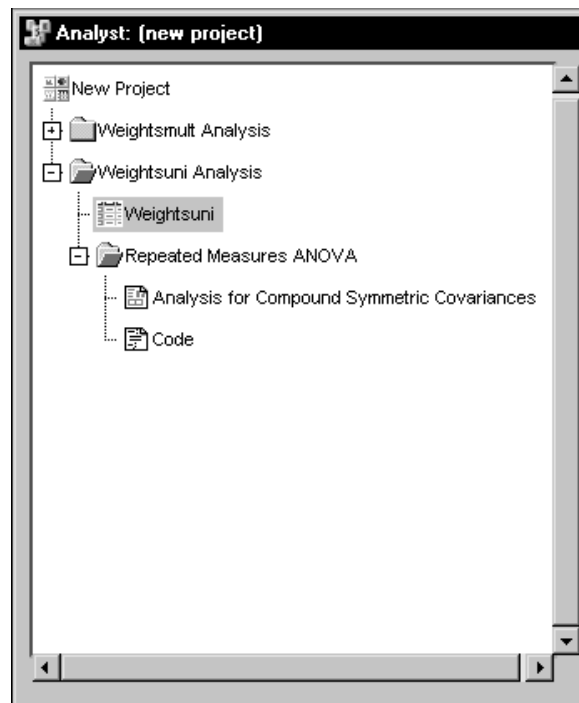 Analyst: (new project)
New Project
Weightsmult Analysis
Weightsuni Analysis
Weightsuni
Repeated Measures ANOVA
Analysis for Compound Symmetric Covariances
Code